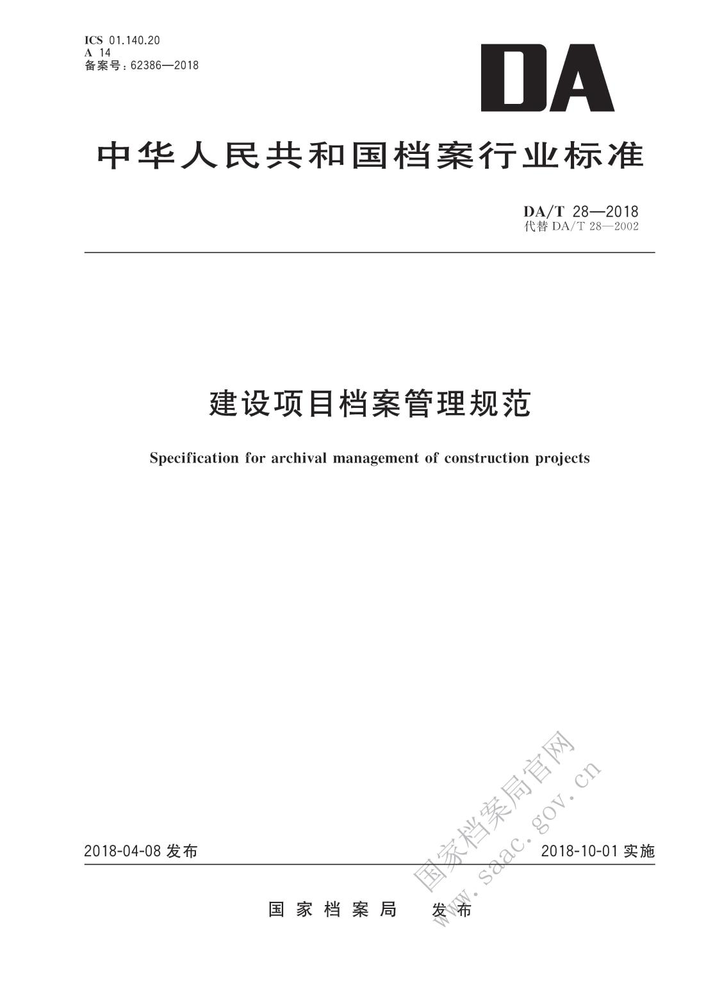 ICS 01.140.20
A 14
备案号：62386—2018
DA
中华人民共和国档案行业标准
DA/T 28—2018
代替 DA/T 28—2002
建设项目档案管理规范
Specification for archival management of construction projects
国家档案局官网
www.saac.gov.cn
2018-04-08 发布
2018-10-01 实施
国家档案局 发布